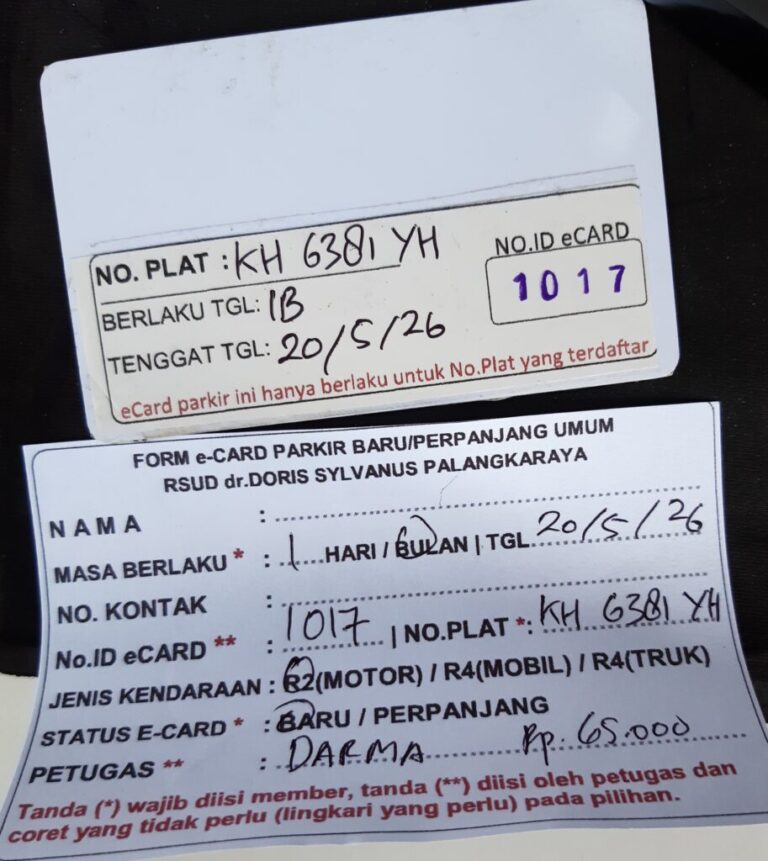 NO. PLAT : KH 6381 YH
NO.ID eCARD
1017
BERLAKU TGL: 1B
TENGGAT TGL: 20/5/26
eCard parkir ini hanya berlaku untuk No.Plat yang terdaftar
FORM e-CARD PARKIR BARU/PERPANJANG UMUM
RSUD dr.DORIS SYLVANUS PALANGKARAYA
NAMA :
MASA BERLAKU * : 1 HARI / BULAN | TGL 20/5/26
NO. KONTAK :
No.ID eCARD ** : 1017 | NO.PLAT *: KH 6381 YH
JENIS KENDARAAN : R2(MOTOR) / R4(MOBIL) / R4(TRUK)
STATUS E-CARD * : BARU / PERPANJANG
PETUGAS ** : DARMA Rp. 65.000
Tanda (*) wajib diisi member, tanda (**) diisi oleh petugas dan
coret yang tidak perlu (lingkari yang perlu) pada pilihan.